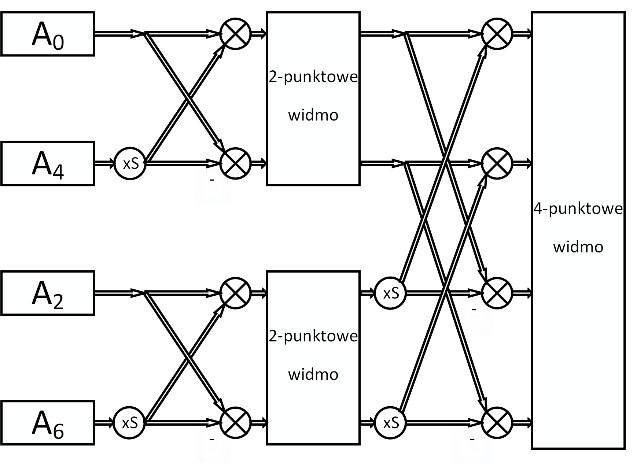 A0
2-punktowe
widmo
A4
xS
-
4-punktowe
widmo
A2
xS
-
2-punktowe
widmo
A6
xS
xS
-
-